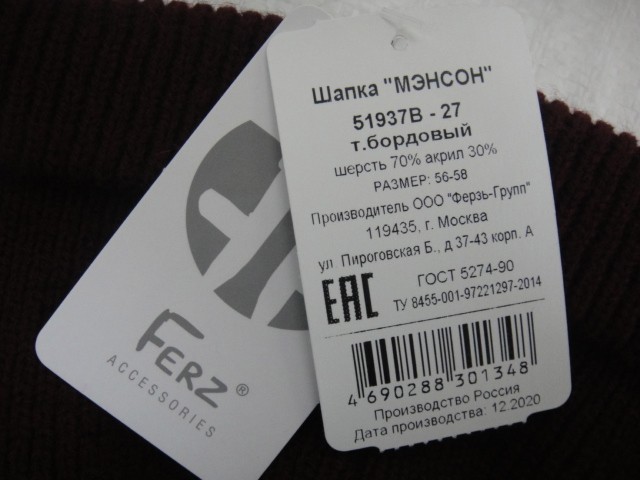 Шапка "МЭНСОН"
51937В - 27
т.бордовый
шерсть 70% акрил 30%
РАЗМЕР: 56-58
Производитель ООО "Ферзь-Групп"
119435, г. Москва
ул. Пироговская Б., д 37-43 корп. А
ЕАС
ГОСТ 5274-90
ТУ 8455-001-97221297-2014
4 690288 301348
Производство Россия
Дата производства: 12.2020
FERZ®
ACCESSORIES